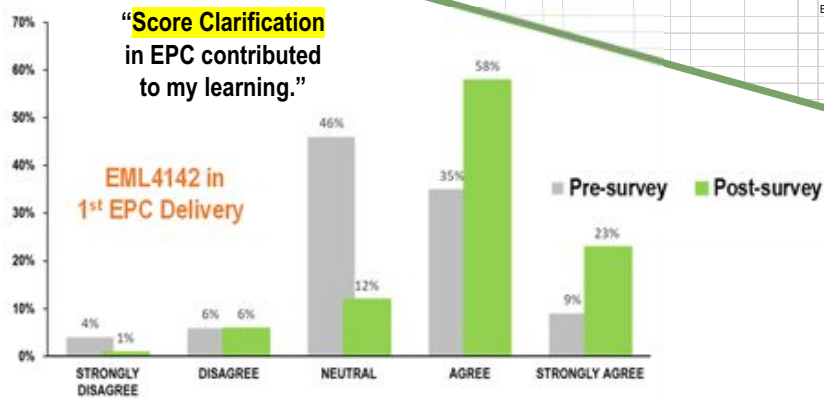 “Score Clarification
in EPC contributed
to my learning.”
EML4142 in
1st EPC Delivery
Pre-survey
Post-survey
70%
60%
50%
40%
30%
20%
10%
0%
4%
1%
6%
6%
46%
12%
35%
58%
9%
23%
STRONGLY
DISAGREE
DISAGREE
NEUTRAL
AGREE
STRONGLY AGREE